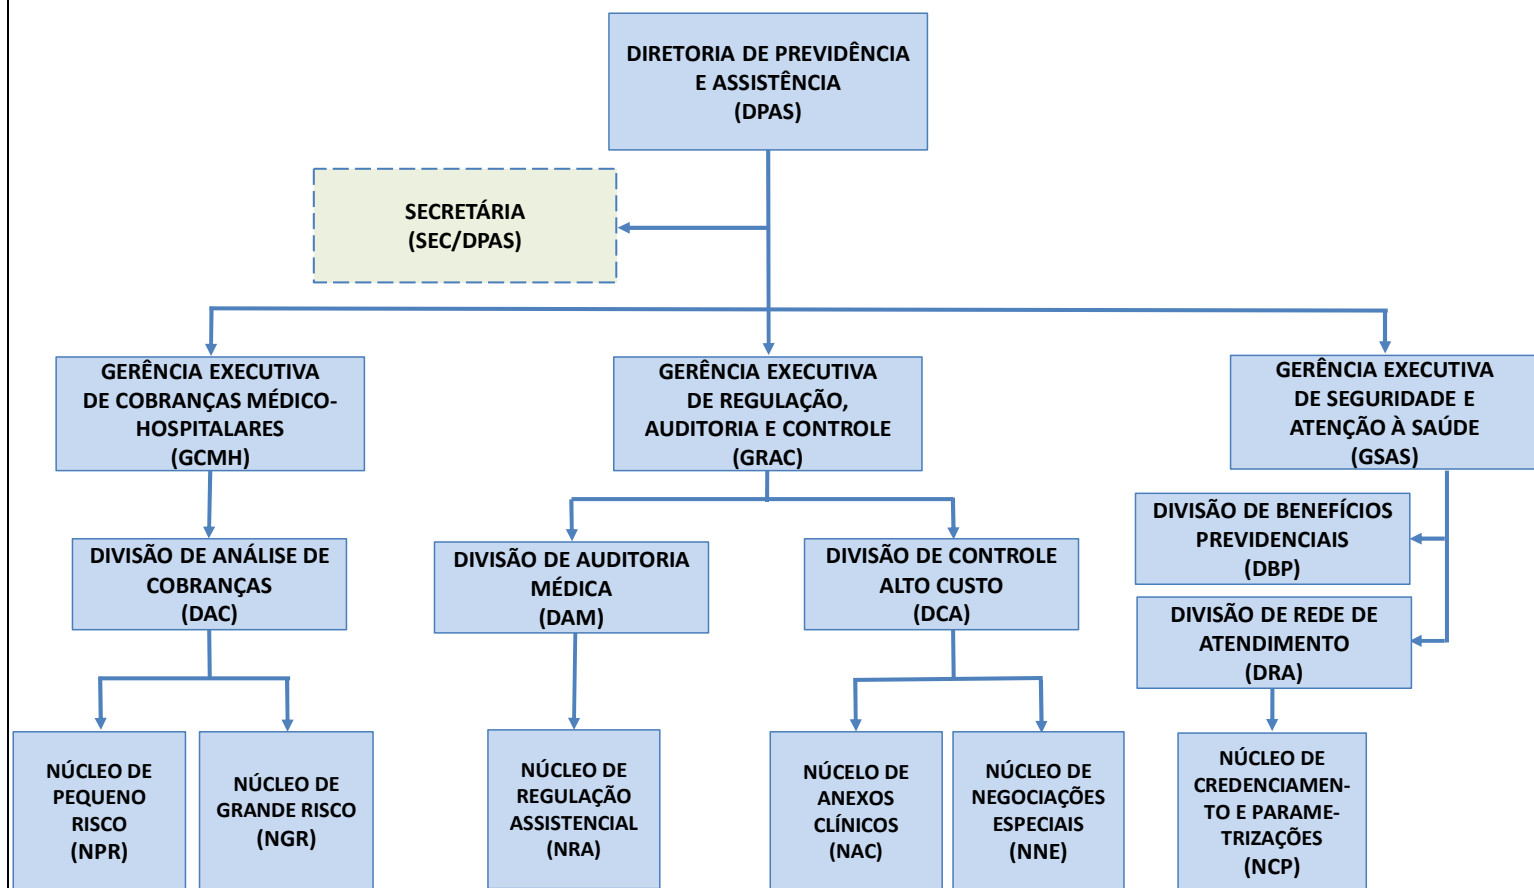 DIRETORIA DE PREVIDÊNCIA
E ASSISTÊNCIA
(DPAS)
SECRETÁRIA
(SEC/DPAS)
GERÊNCIA EXECUTIVA
DE COBRANÇAS MÉDICO-
HOSPITALARES
(GCMH)
GERÊNCIA EXECUTIVA
DE REGULAÇÃO,
AUDITORIA E CONTROLE
(GRAC)
GERÊNCIA EXECUTIVA
DE SEGURIDADE E
ATENÇÃO À SAÚDE
(GSAS)
DIVISÃO DE ANÁLISE DE
COBRANÇAS
(DAC)
DIVISÃO DE AUDITORIA
MÉDICA
(DAM)
DIVISÃO DE CONTROLE
ALTO CUSTO
(DCA)
DIVISÃO DE BENEFÍCIOS
PREVIDENCIAIS
(DBP)
DIVISÃO DE REDE DE
ATENDIMENTO
(DRA)
NÚCLEO DE
PEQUENO
RISCO
(NPR)
NÚCLEO DE
GRANDE RISCO
(NGR)
NÚCLEO DE
REGULAÇÃO
ASSISTENCIAL
(NRA)
NÚCELO DE
ANEXOS
CLÍNICOS
(NAC)
NÚCLEO DE
NEGOCIAÇÕES
ESPECIAIS
(NNE)
NÚCLEO DE
CREDENCIAMEN-
TO E PARAME-
TRIZAÇÕES
(NCP)